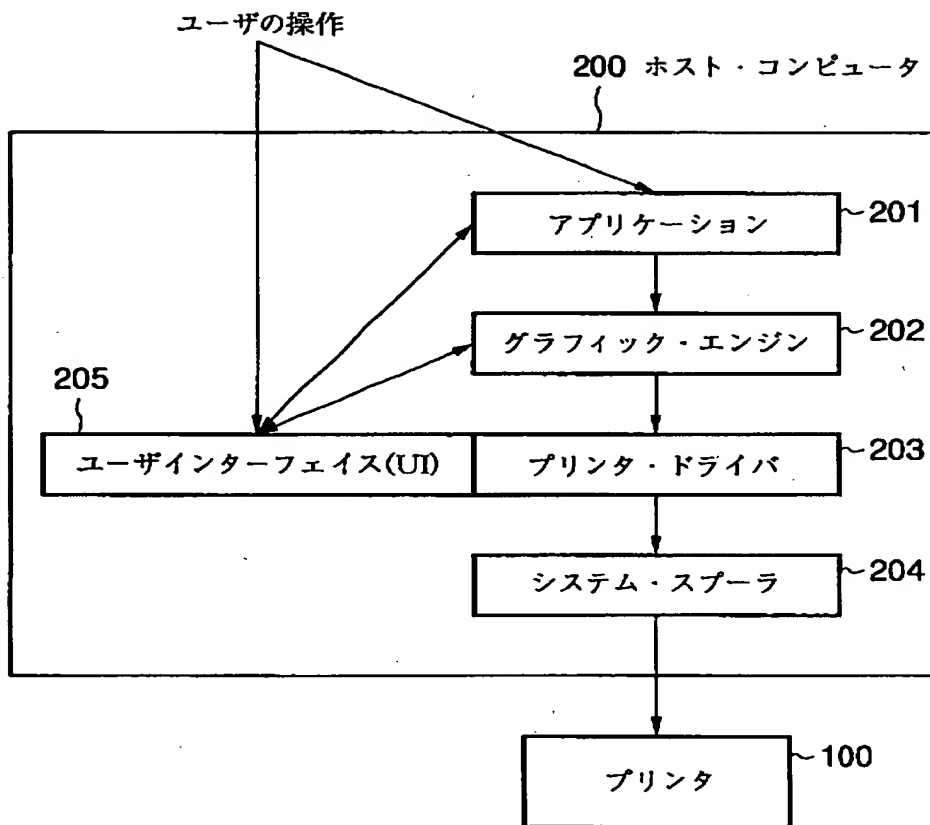 ユーザの操作
200 ホスト・コンピュータ
アプリケーション
201
グラフィック・エンジン
202
205
ユーザインターフェイス(UI)
プリンタ・ドライバ
203
システム・スプーラ
204
プリンタ
100